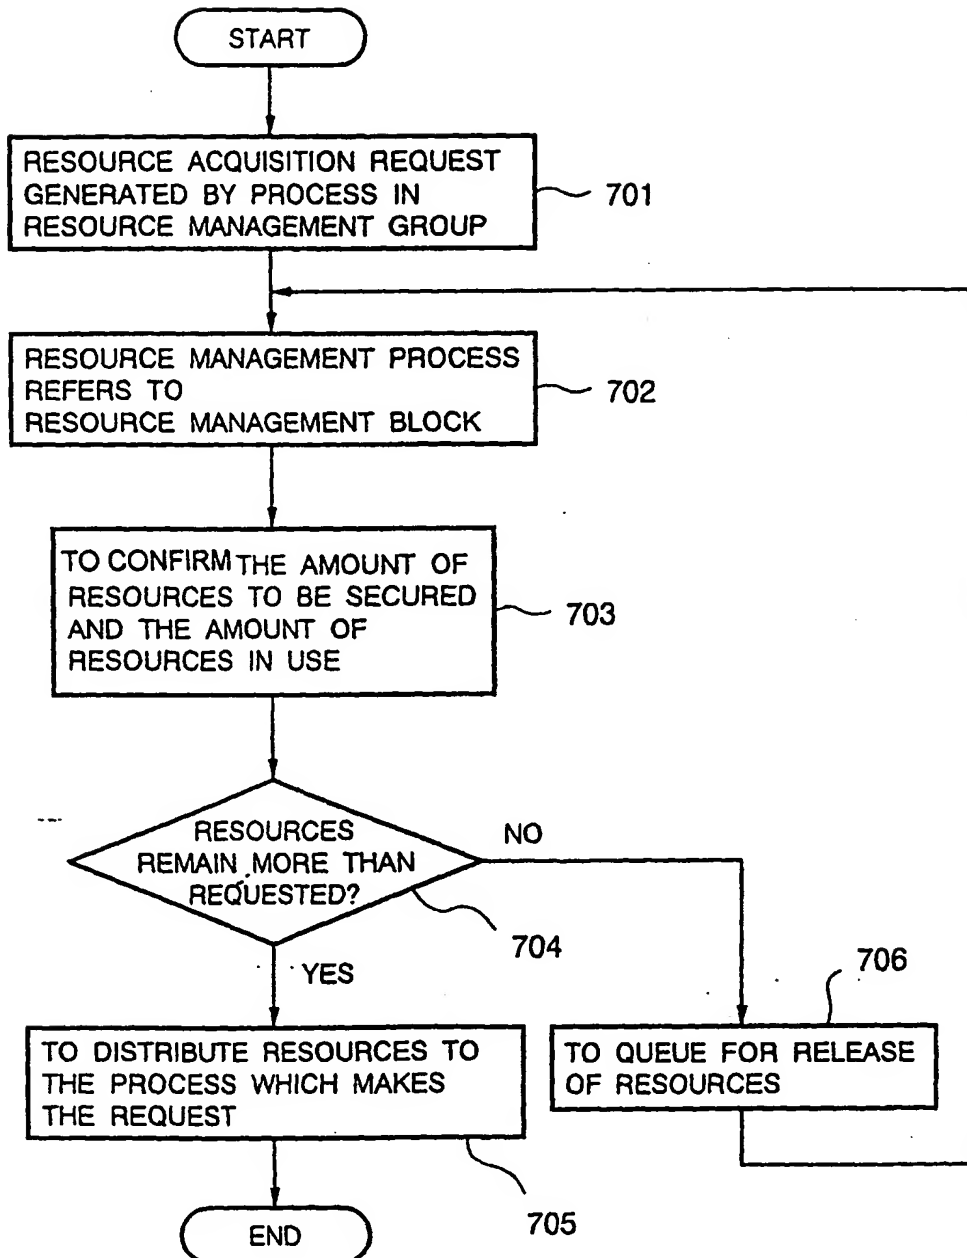 START
RESOURCE ACQUISITION REQUEST
GENERATED BY PROCESS IN
RESOURCE MANAGEMENT GROUP
701
RESOURCE MANAGEMENT PROCESS
REFERS TO
RESOURCE MANAGEMENT BLOCK
702
TO CONFIRM THE AMOUNT OF
RESOURCES TO BE SECURED
AND THE AMOUNT OF
RESOURCES IN USE
703
RESOURCES
REMAIN MORE THAN
REQUESTED?
NO
704
YES
706
TO DISTRIBUTE RESOURCES TO
THE PROCESS WHICH MAKES
THE REQUEST
TO QUEUE FOR RELEASE
OF RESOURCES
705
END